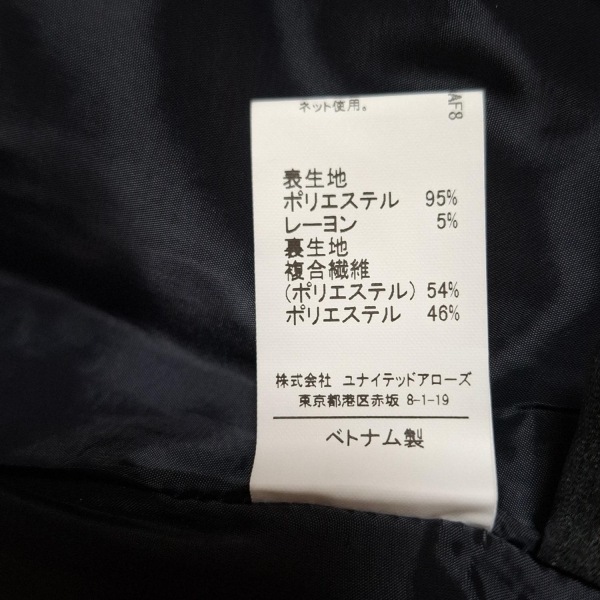 ネット使用。
AF8
表生地
ポリエステル 95%
レーヨン 5%
裏生地
複合繊維
(ポリエステル) 54%
ポリエステル 46%
株式会社 ユナイテッドアローズ
東京都港区赤坂 8-1-19
ベトナム製